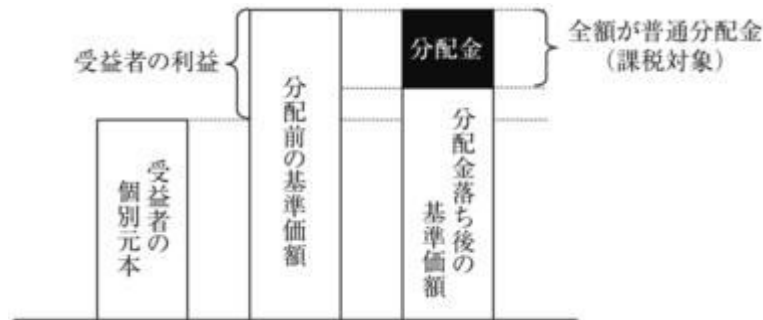 受益者の利益
分配金
全額が普通分配金
（課税対象）
受益者の
個別元本
分配前の基準価額
分配金落ち後の
基準価額